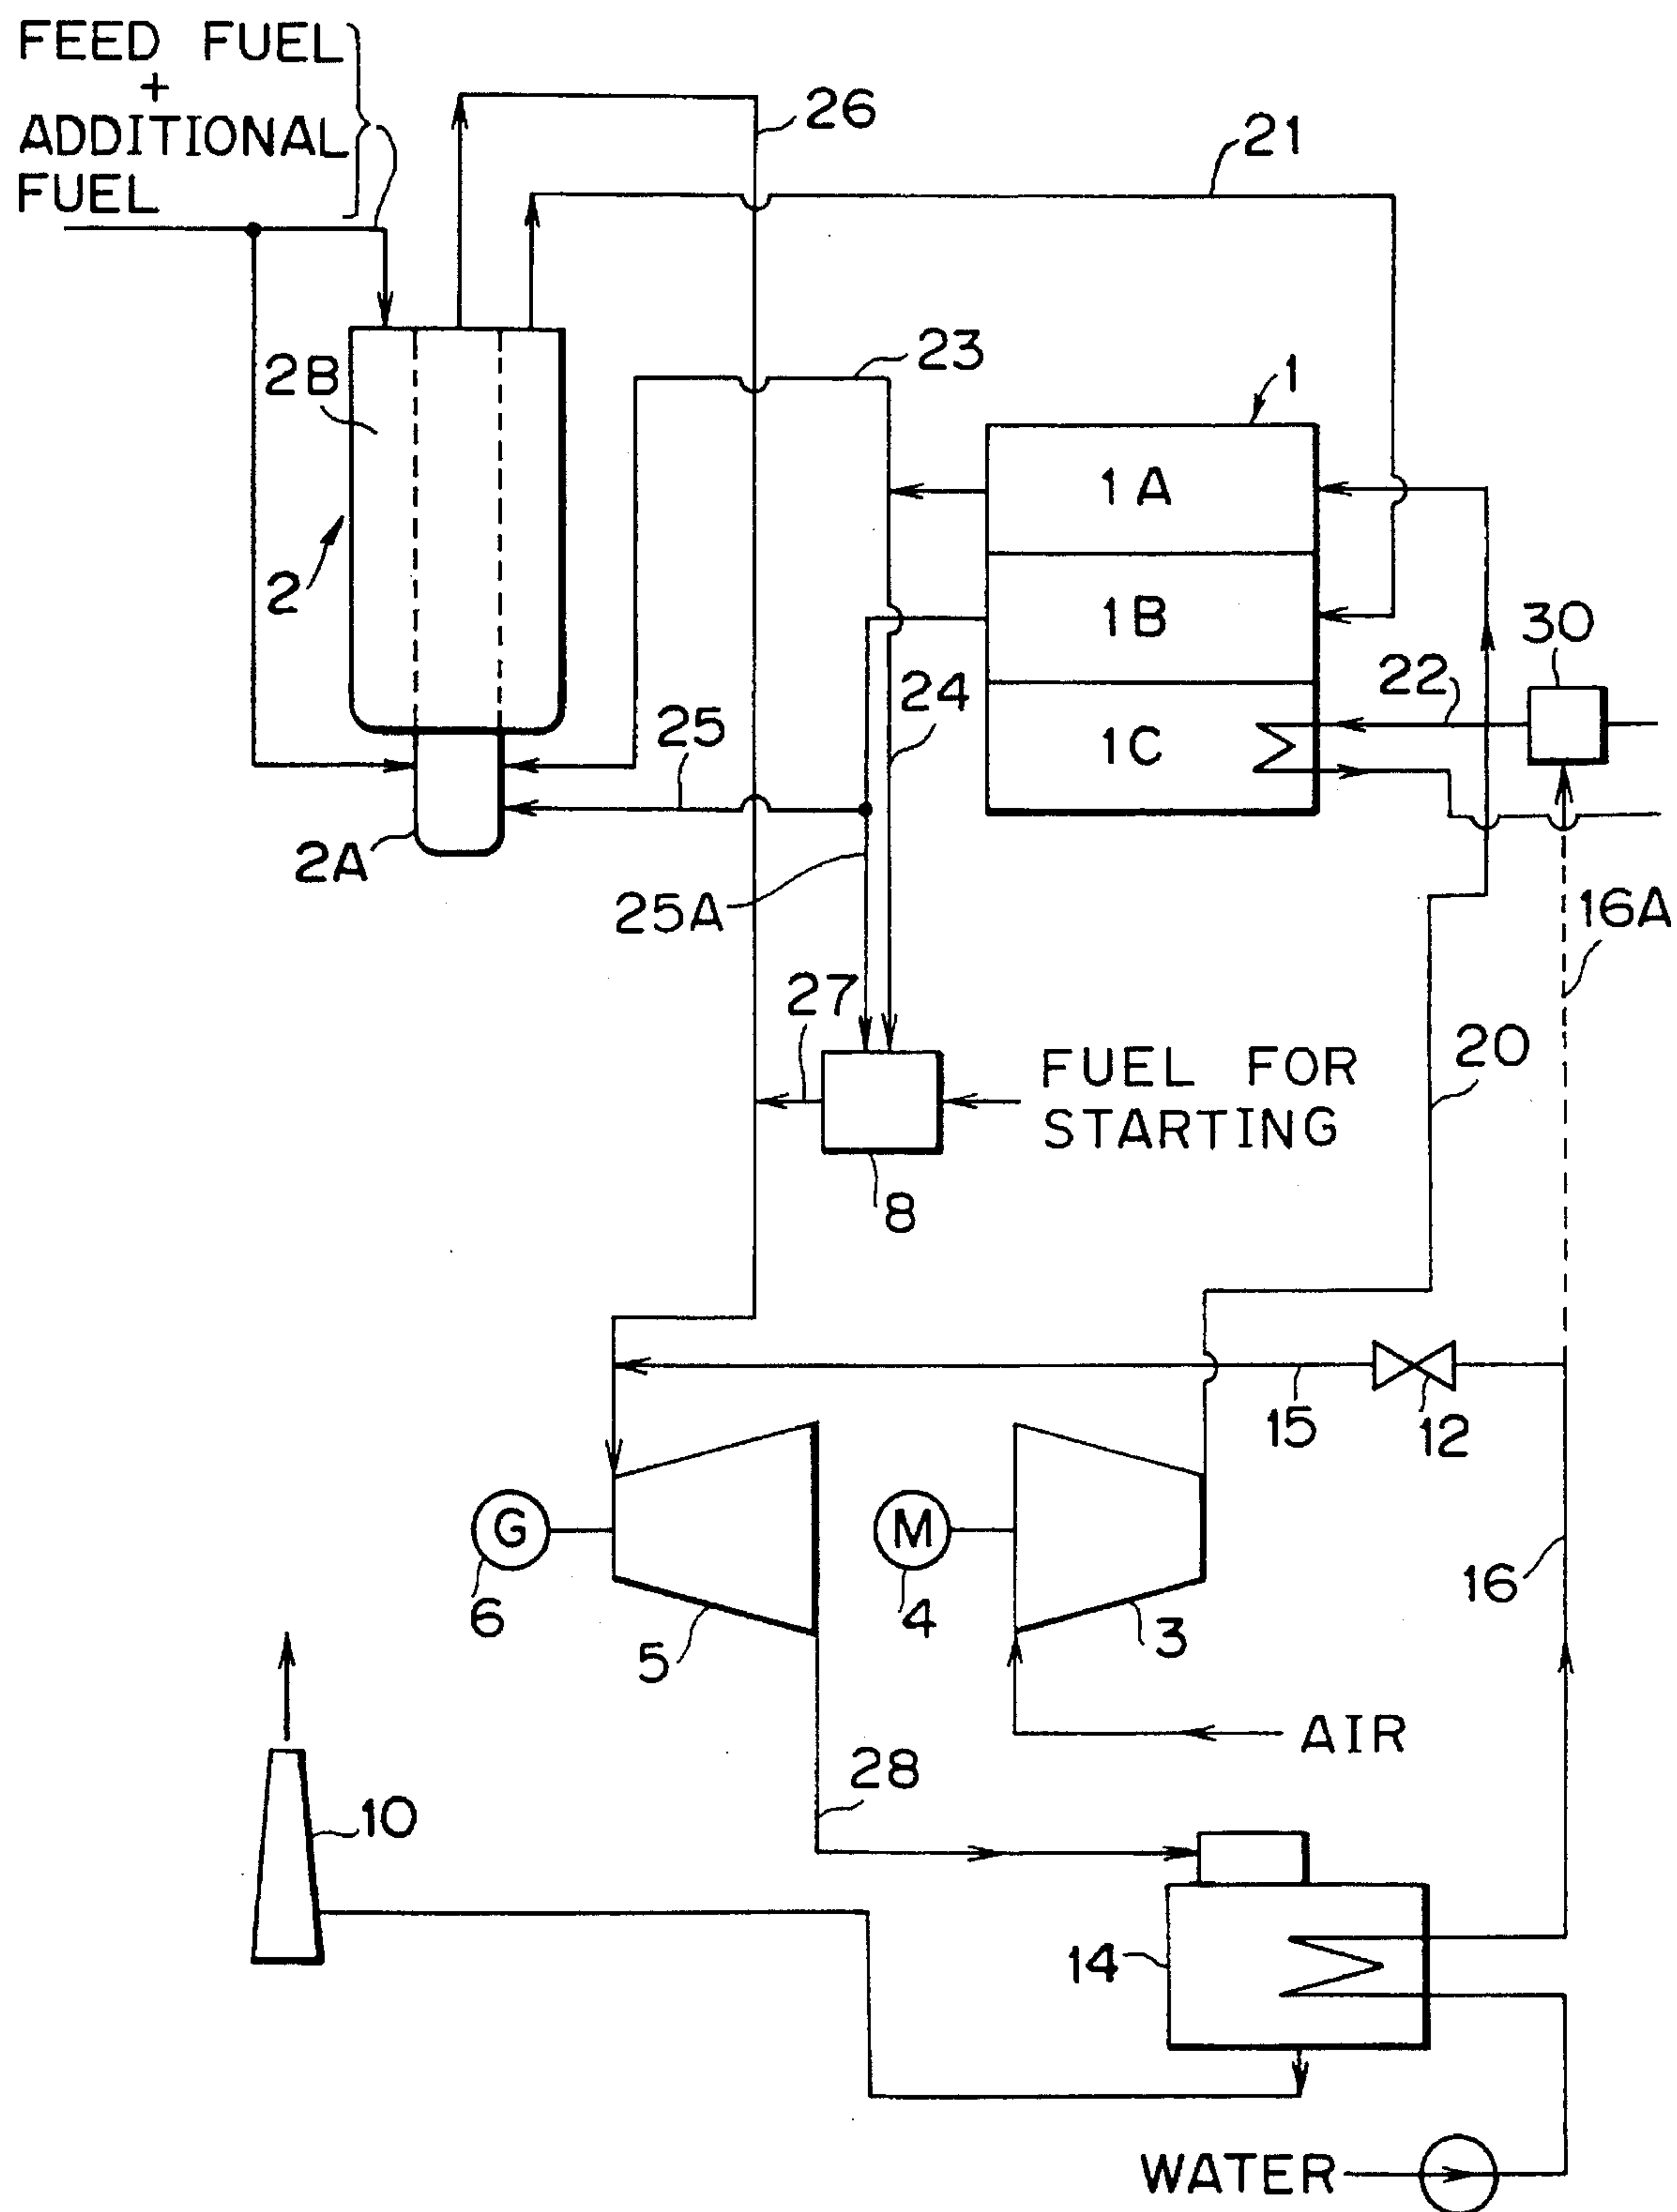 FEED FUEL
+
ADDITIONAL
FUEL
26
21
23
2B
1
1A
2
1B
30
24
22
25
1C
2A
25A
16A
27
20
FUEL FOR
STARTING
8
15
12
G
M
16
6
4
3
5
AIR
28
10
14
WATER